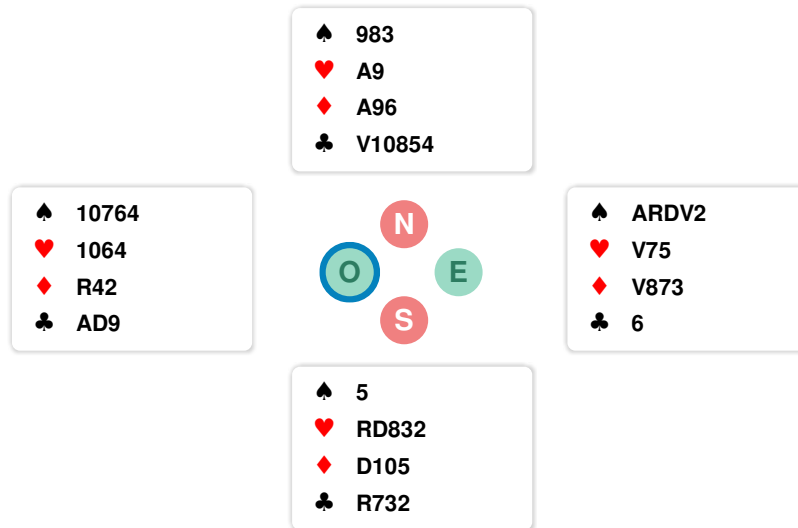 ♠ 983
♥ A9
♦ A96
♣ V10854
♠ 10764
♥ 1064
♦ R42
♣ AD9
N
O E
S
♠ ARDV2
♥ V75
♦ V873
♣ 6
♠ 5
♥ RD832
♦ D105
♣ R732